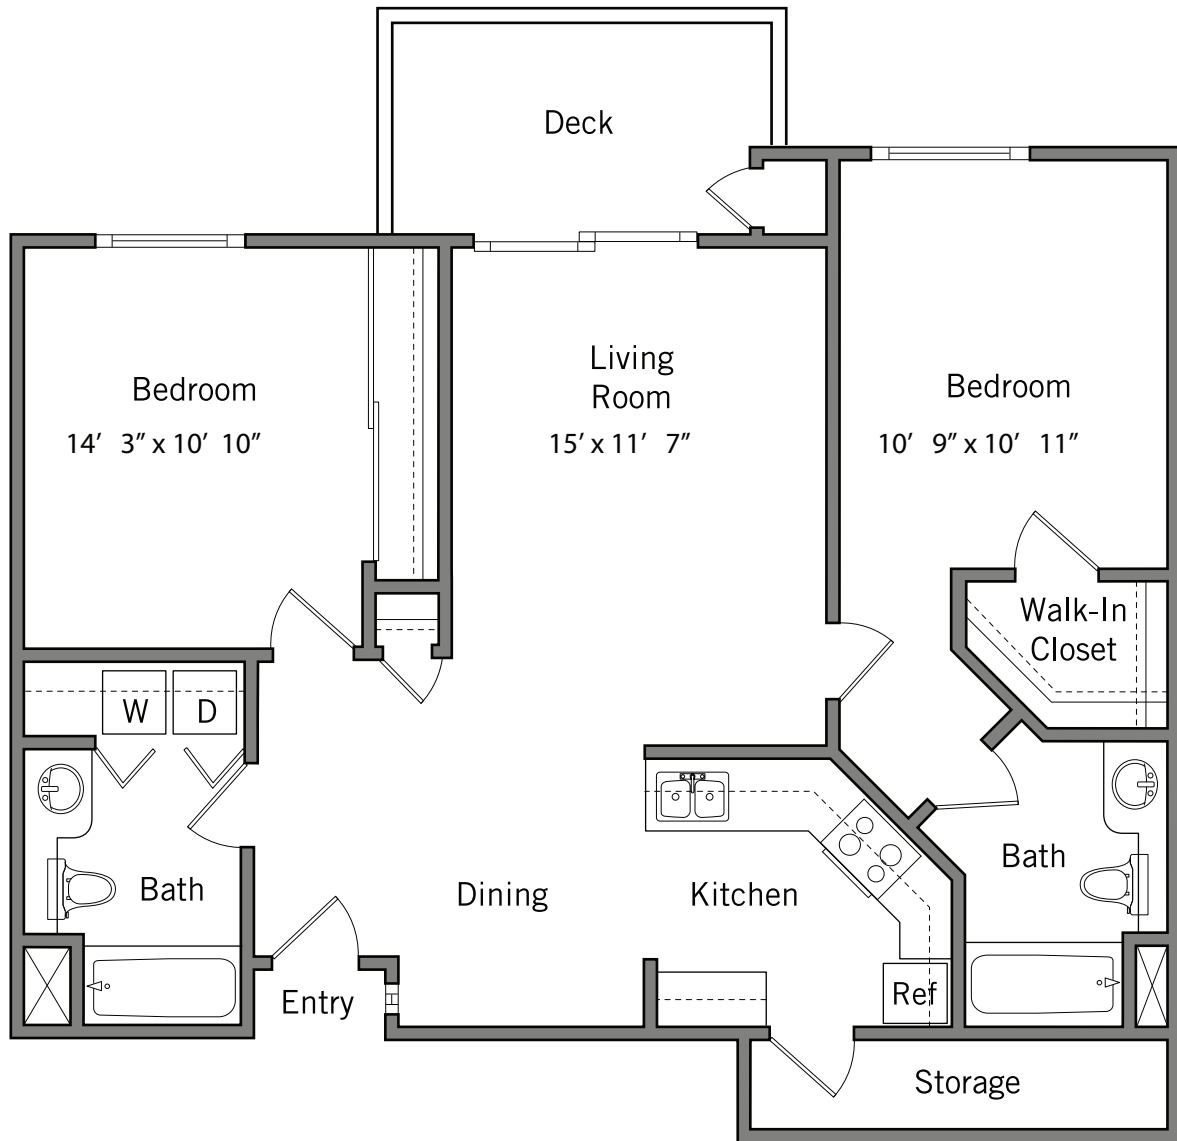 Deck
Living
Room
15’ x 11’ 7”
Bedroom
14’ 3” x 10’ 10”
Bedroom
10’ 9” x 10’ 11”
Walk-In
Closet
W
D
Bath
Dining
Kitchen
Bath
Entry
Ref
Storage